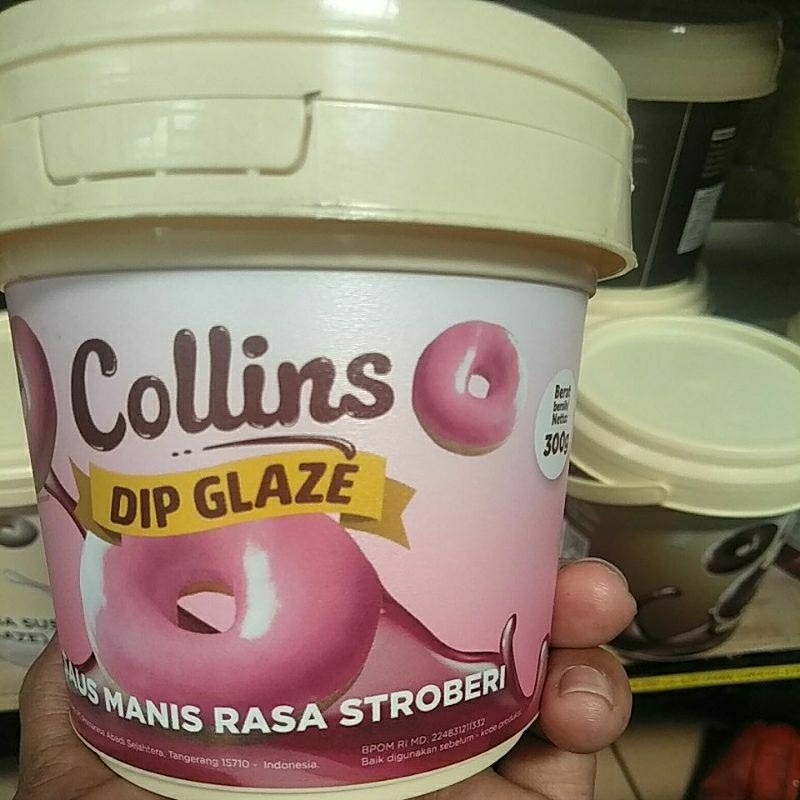 Collins
DIP GLAZE
Berat
bersih/
Netto:
300g
SAUS MANIS RASA STROBERI
Abadi Sejahtera, Tangerang 15710 - Indonesia.
BPOM RI MD. 224831211332
Baik digunakan sebelum - kode produksi